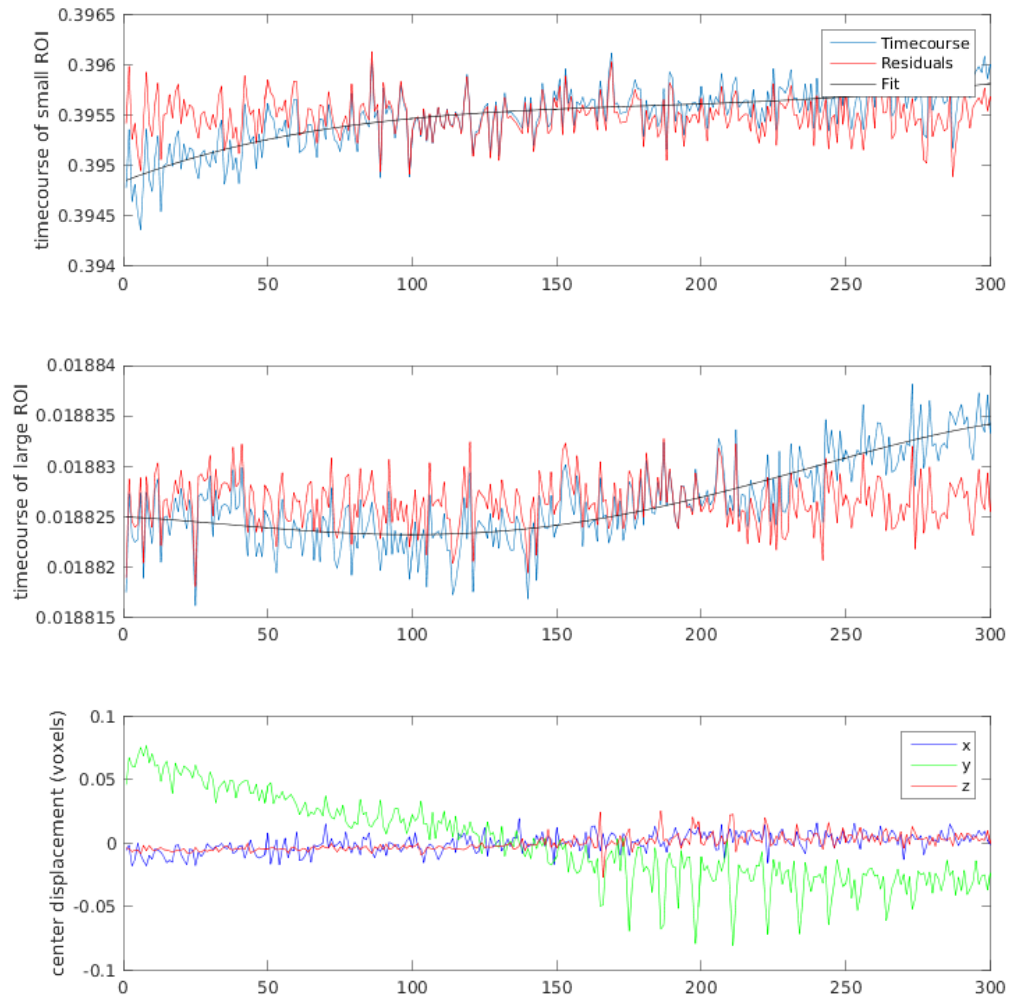 0.3965
0.396
0.3955
0.395
0.3945
0.394
timecourse of small ROI
Timecourse
Residuals
Fit
0 50 100 150 200 250 300
0.01884
0.018835
0.01883
0.018825
0.01882
0.018815
timecourse of large ROI
0 50 100 150 200 250 300
0.1
0.05
0
-0.05
-0.1
center displacement (voxels)
x
y
z
0 50 100 150 200 250 300